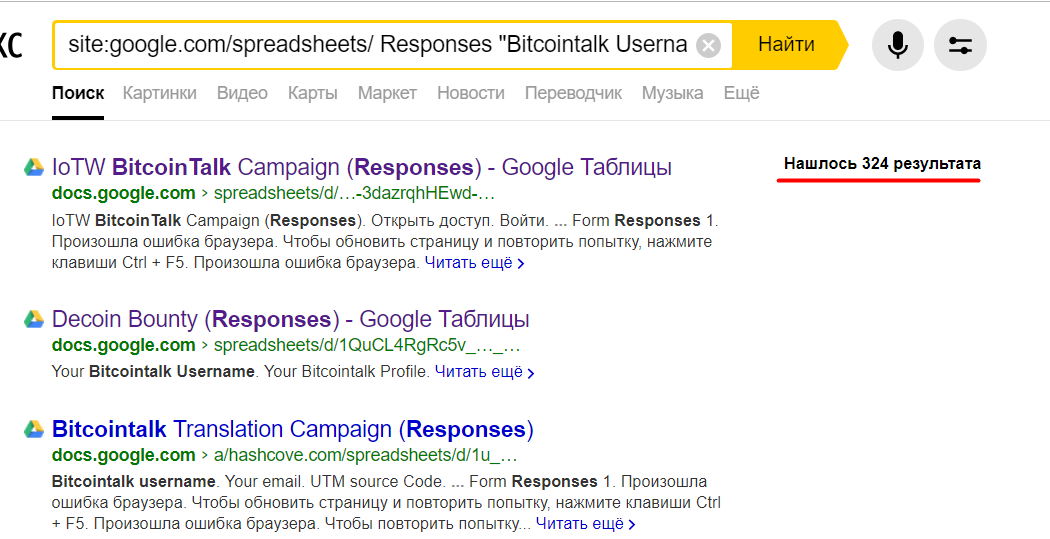 site:google.com/spreadsheets/ Responses "Bitcointalk Userna
Найти
Поиск Картинки Видео Карты Маркет Новости Переводчик Музыка Ещё
IoTW BitcoinTalk Campaign (Responses) - Google Таблицы
Нашлось 324 результата
docs.google.com › spreadsheets/d/…-3dazrqhHEwd-…
IoTW BitcoinTalk Campaign (Responses). Открыть доступ. Войти. ... Form Responses 1.
Произошла ошибка браузера. Чтобы обновить страницу и повторить попытку, нажмите
клавиши Ctrl + F5. Произошла ошибка браузера. Читать ещё ›
Decoin Bounty (Responses) - Google Таблицы
docs.google.com › spreadsheets/d/1QuCL4RgRc5v_…_…
Your Bitcointalk Username. Your Bitcointalk Profile. Читать ещё ›
Bitcointalk Translation Campaign (Responses)
docs.google.com › a/hashcove.com/spreadsheets/d/1u_…
Bitcointalk username. Your email. UTM source Code. ... Form Responses 1. Произошла
ошибка браузера. Чтобы обновить страницу и повторить попытку, нажмите клавиши Ctrl
+ F5. Произошла ошибка браузера. Чтобы повторить попытку... Читать ещё ›